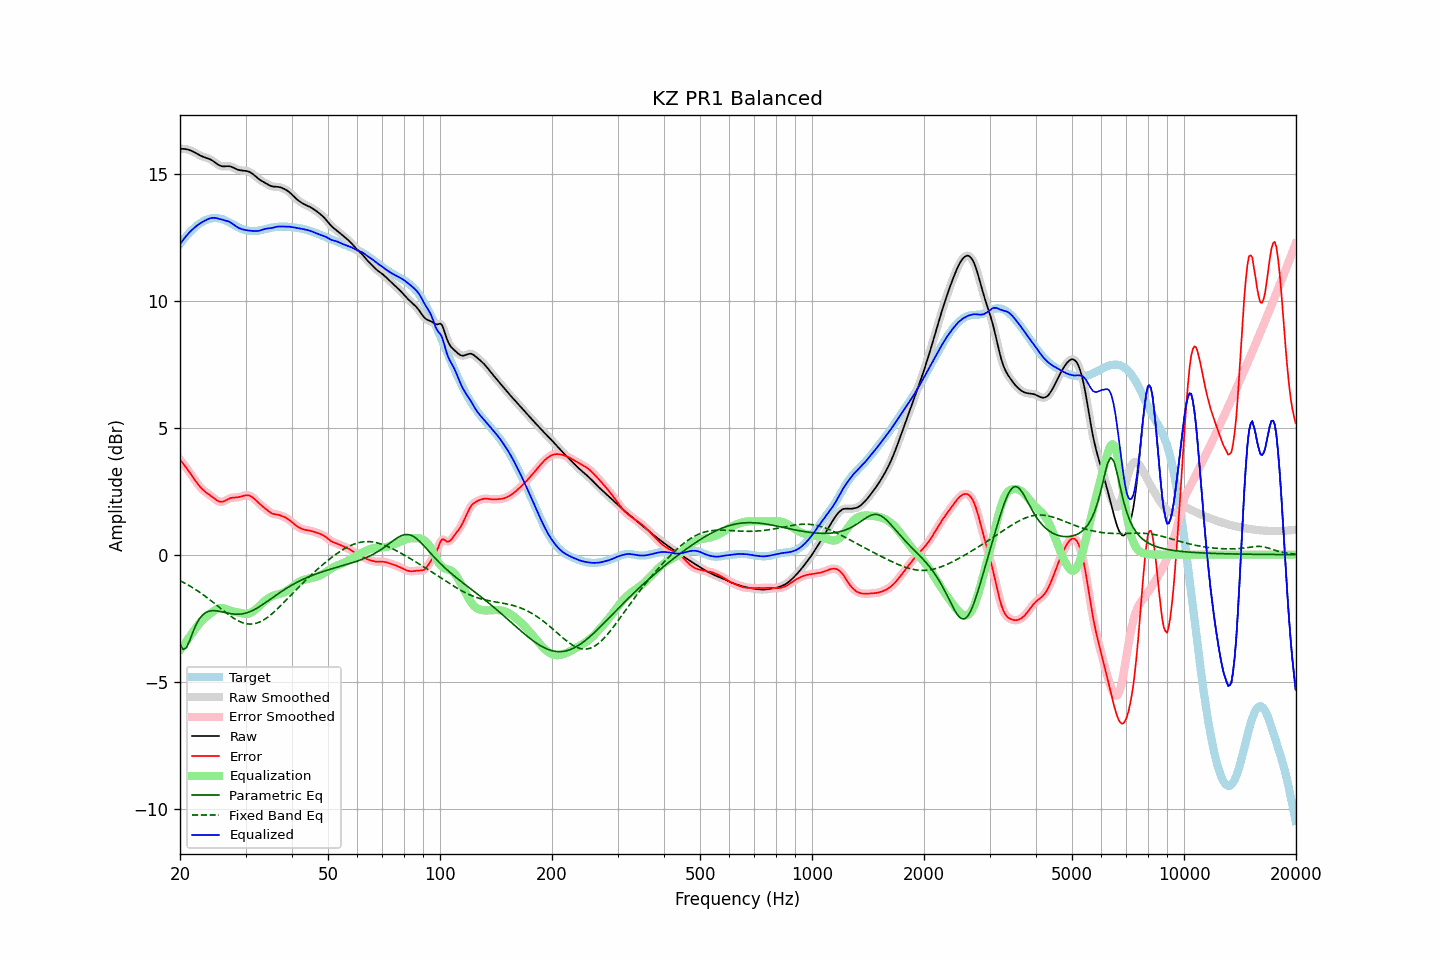 KZ PR1 Balanced
Amplitude (dBr)
15
10
5
0
−5
−10
Target
Raw Smoothed
Error Smoothed
Raw
Error
Equalization
Parametric Eq
Fixed Band Eq
Equalized
20 50 100 200 500 1000 2000 5000 10000 20000
Frequency (Hz)